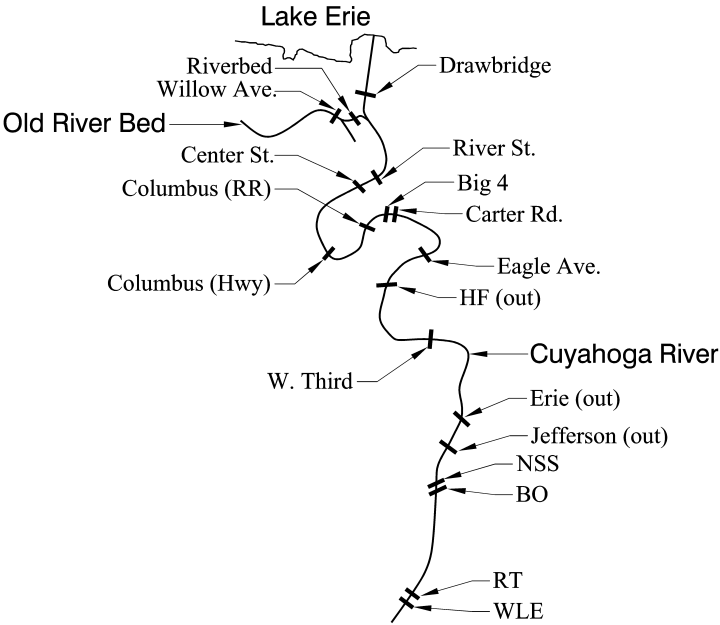 Lake Erie
Riverbed
Drawbridge
Willow Ave.
Old River Bed
Center St.
River St.
Columbus (RR)
Big 4
Carter Rd.
Columbus (Hwy)
Eagle Ave.
HF (out)
Cuyahoga River
W. Third
Erie (out)
Jefferson (out)
NSS
BO
RT
WLE